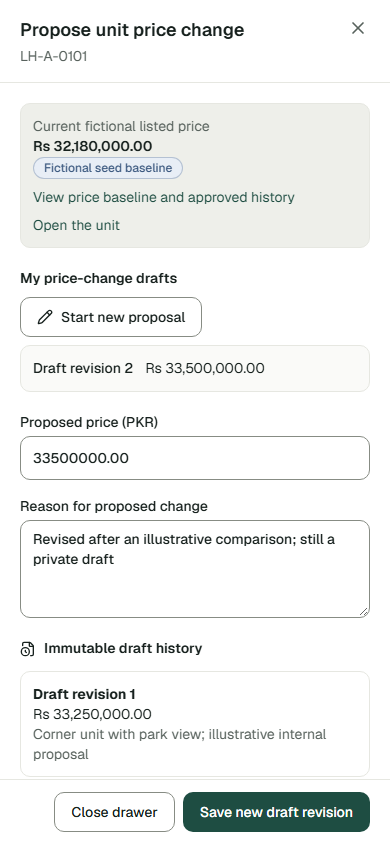 Propose unit price change
LH-A-0101
Current fictional listed price
Rs 32,180,000.00
Fictional seed baseline
View price baseline and approved history
Open the unit
My price-change drafts
Start new proposal
Draft revision 2 Rs 33,500,000.00
Proposed price (PKR)
33500000.00
Reason for proposed change
Revised after an illustrative comparison; still a
private draft
Immutable draft history
Draft revision 1
Rs 33,250,000.00
Corner unit with park view; illustrative internal
proposal
Close drawer
Save new draft revision